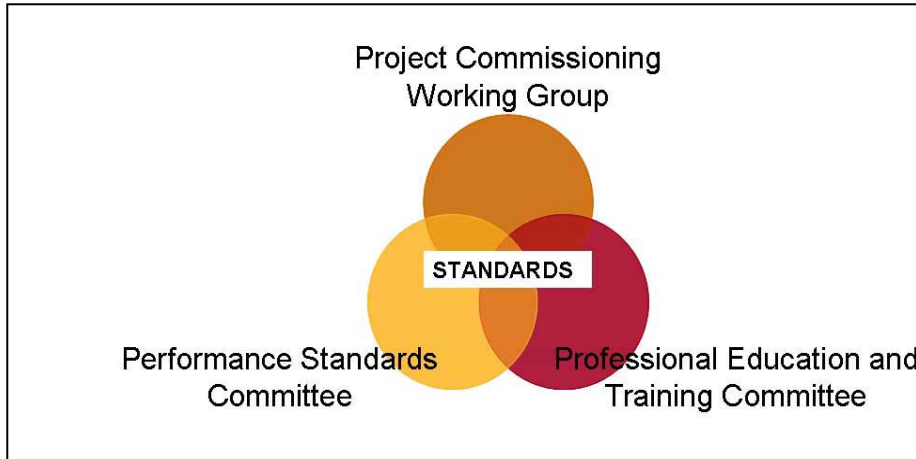 Project Commissioning
Working Group
STANDARDS
Performance Standards
Committee
Professional Education and
Training Committee